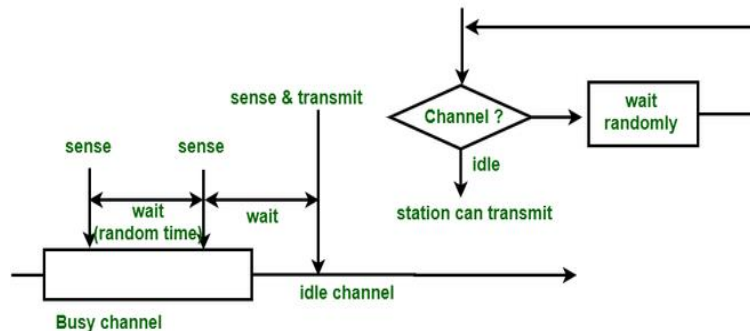 sense & transmit
Channel ?
wait
randomly
sense
sense
idle
wait
(random time)
wait
station can transmit
idle channel
Busy channel